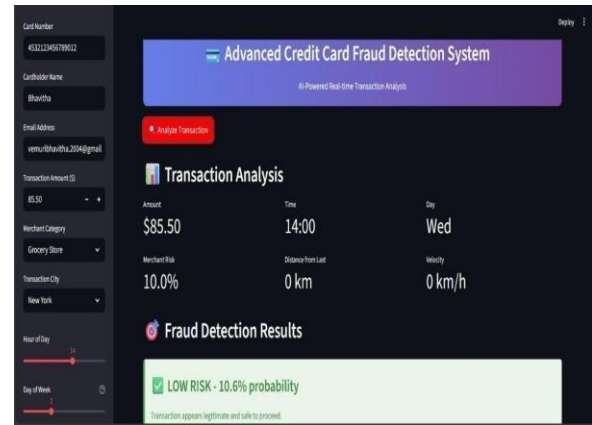 Card Number
4532123456789012
Cardholder Name
Bhavitha
Email Address
vemuribhavitha.2004@gmail
Transaction Amount ($)
85.50
- +
Merchant Category
Grocery Store
Transaction City
New York
Hour of Day
14
Day of Week
2
Deploy
Advanced Credit Card Fraud Detection System
AI-Powered Real-time Transaction Analysis
Analyze Transaction
Transaction Analysis
Amount Time Day
$85.50 14:00 Wed
Merchant Risk Distance from Last Velocity
10.0% 0 km 0 km/h
Fraud Detection Results
LOW RISK - 10.6% probability
Transaction appears legitimate and safe to proceed.